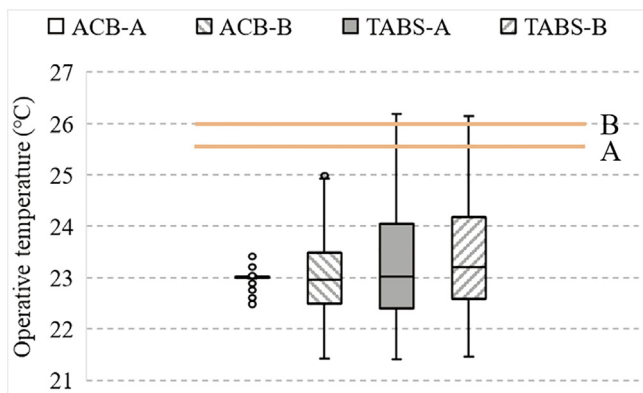 ACB-A ACB-B TABS-A TABS-B
Operative temperature (℃)
27
26
25
24
23
22
21
B
A